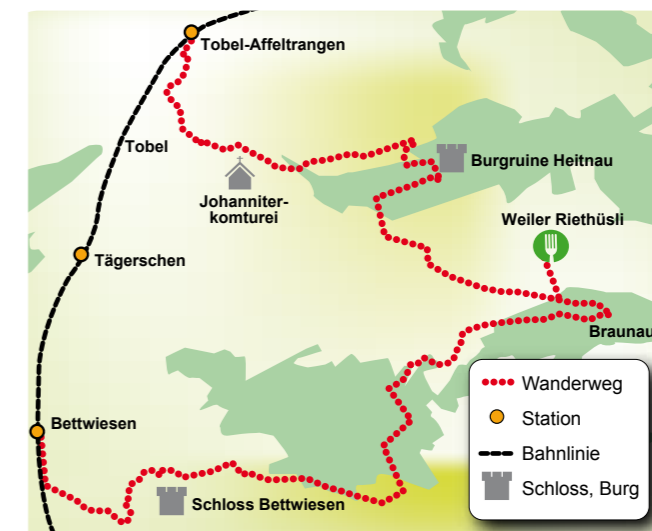 Tobel-Affeltrangen
Tobel
Johanniter-
komturei
Burgruine Heitnau
Weiler Riethüsli
Tägerschen
Braunau
Bettwiesen
Schloss Bettwiesen
Wanderweg
Station
Bahnlinie
Schloss, Burg